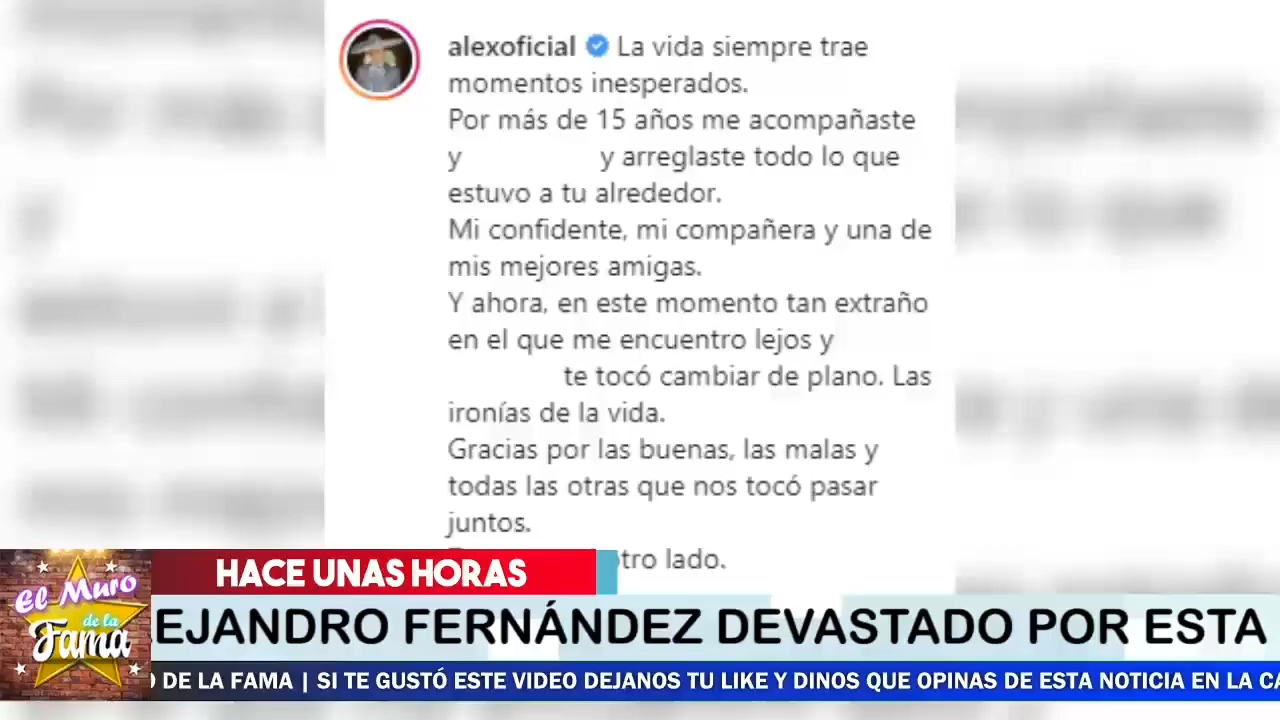 alexoficial La vida siempre trae
momentos inesperados.
Por más de 15 años me acompañaste
y y arreglaste todo lo que
estuvo a tu alrededor.
Mi confidente, mi compañera y una de
mis mejores amigas.
Y ahora, en este momento tan extraño
en el que me encuentro lejos y
te tocó cambiar de plano. Las
ironías de la vida.
Gracias por las buenas, las malas y
todas las otras que nos tocó pasar
juntos.
otro lado.
HACE UNAS HORAS
El Muro
de la
Fama
EJANDRO FERNÁNDEZ DEVASTADO POR ESTA
O DE LA FAMA | SI TE GUSTÓ ESTE VIDEO DEJANOS TU LIKE Y DINOS QUE OPINAS DE ESTA NOTICIA EN LA CA